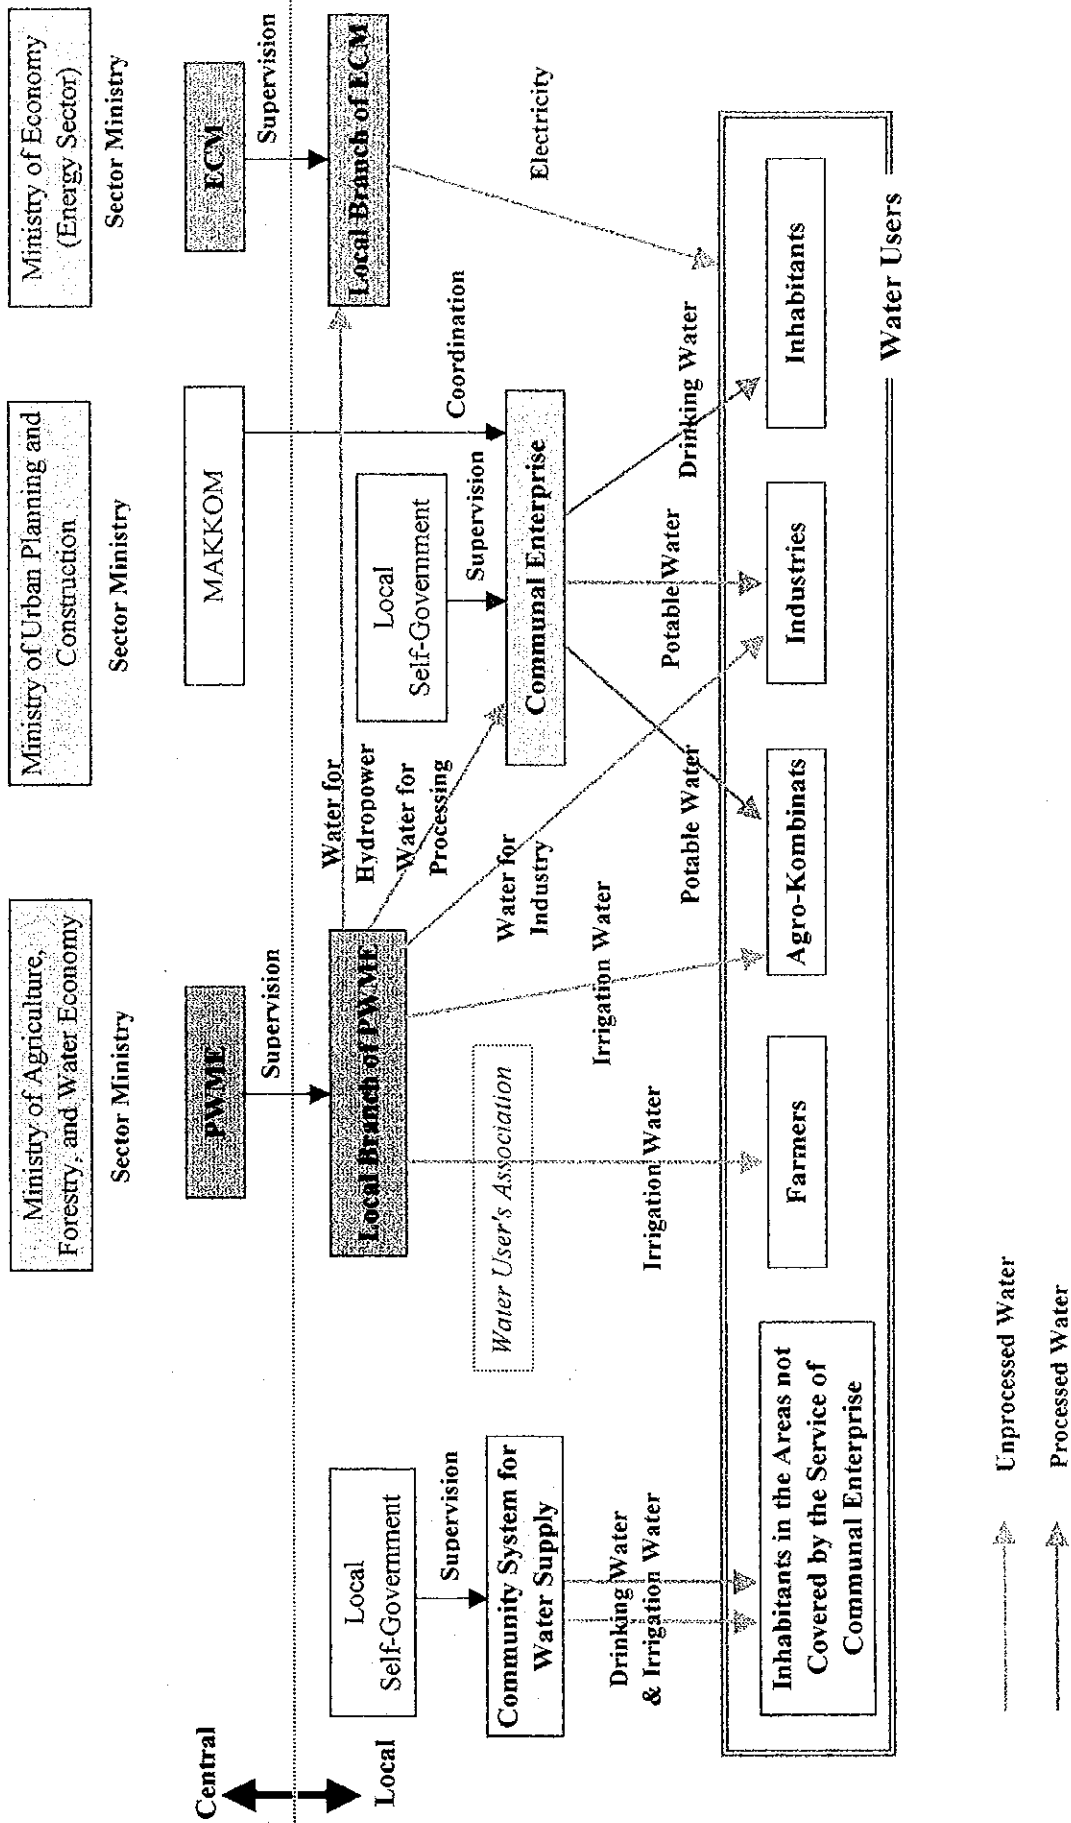 Central
Local
Ministry of Agriculture,
Forestry, and Water Economy
Sector Ministry
Ministry of Urban Planning and
Construction
Sector Ministry
Ministry of Economy
(Energy Sector)
Sector Ministry
PWME
MAKKOM
ECM
Supervision
Supervision
Local
Self-Government
Local Branch of PWME
Local Branch of ECM
Water for
Hydropower
Water for
Processing
Local
Self-Government
Coordination
Supervision
Supervision
Community System for
Water Supply
Water User's Association
Water for
Industry
Communal Enterprise
Electricity
Drinking Water
& Irrigation Water
Irrigation Water
Irrigation Water
Potable Water
Potable Water
Drinking Water
Inhabitants in the Areas not
Covered by the Service of
Communal Enterprise
Farmers
Agro-Kombinats
Industries
Inhabitants
Water Users
Unprocessed Water
Processed Water